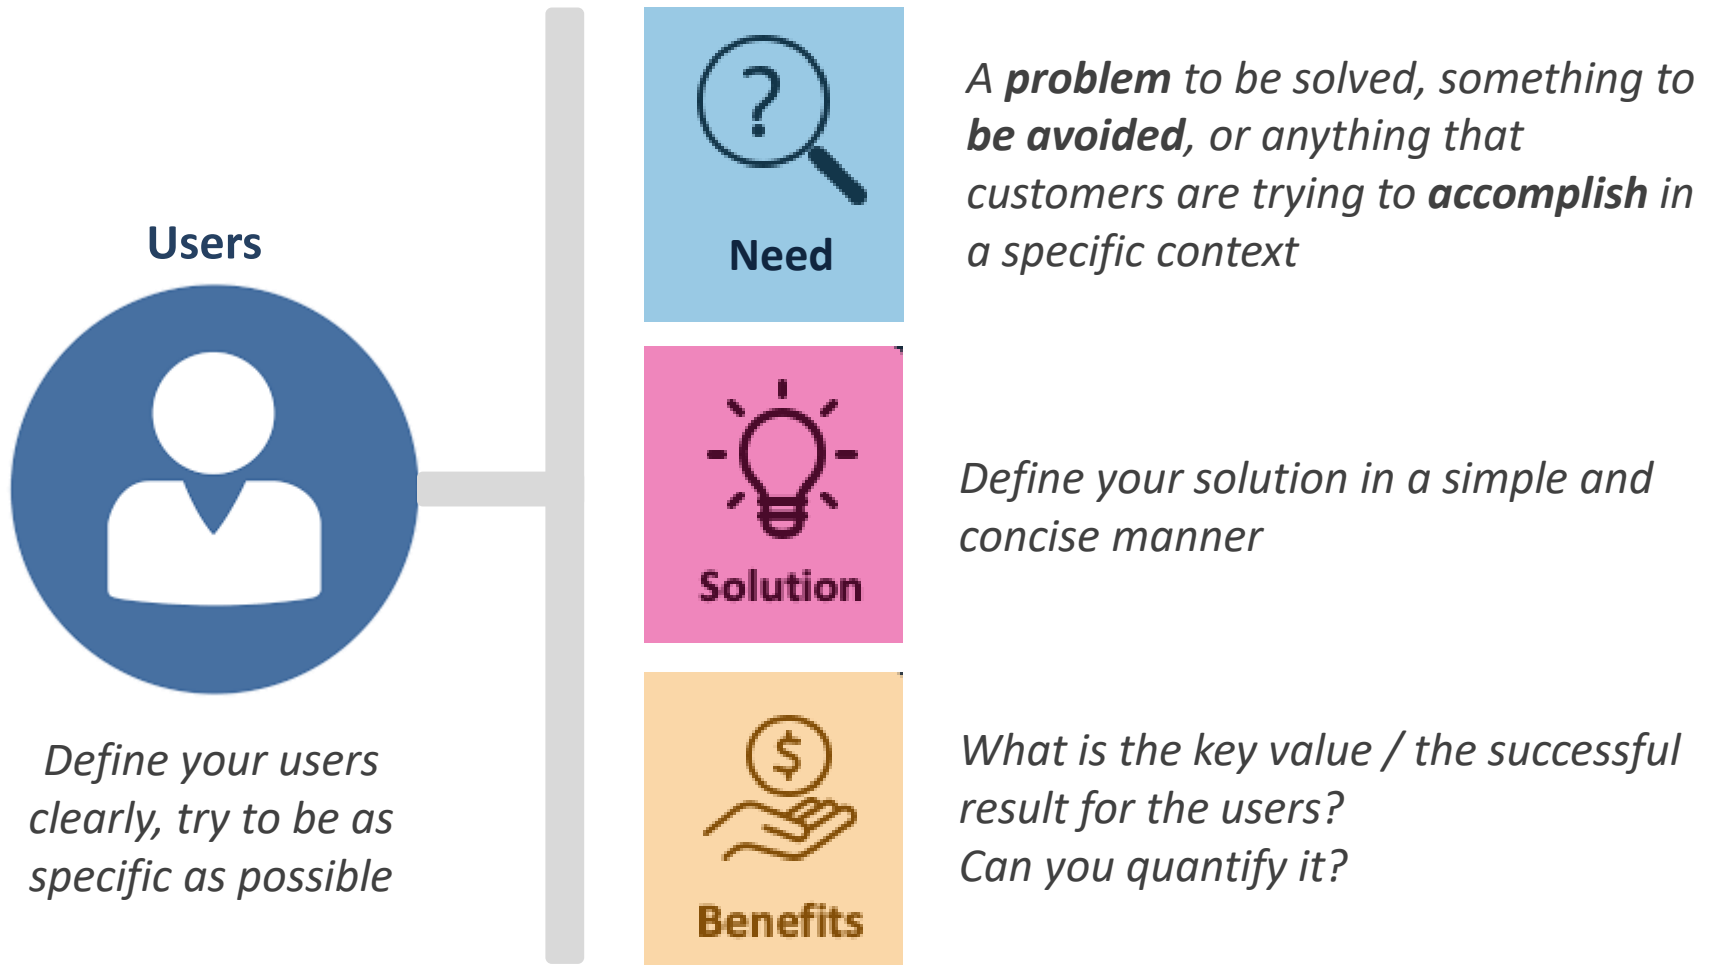 Users
Define your users
clearly, try to be as
specific as possible
?
Need
A problem to be solved, something to
be avoided, or anything that
customers are trying to accomplish in
a specific context
Solution
Define your solution in a simple and
concise manner
$
Benefits
What is the key value / the successful
result for the users?
Can you quantify it?